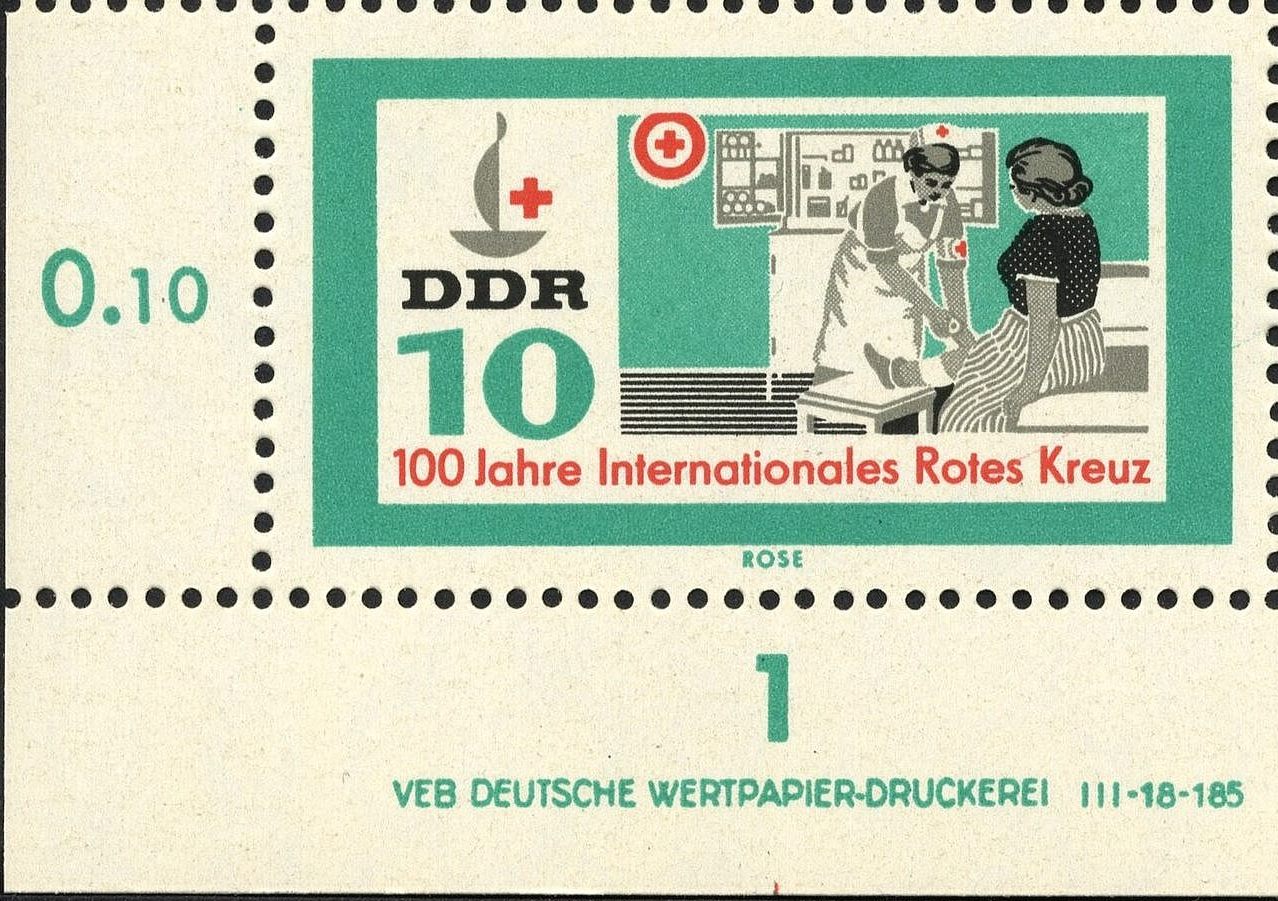 0.10
DDR
10
100 Jahre Internationales Rotes Kreuz
ROSE
1
VEB DEUTSCHE WERTPAPIER-DRUCKEREI III-18-185